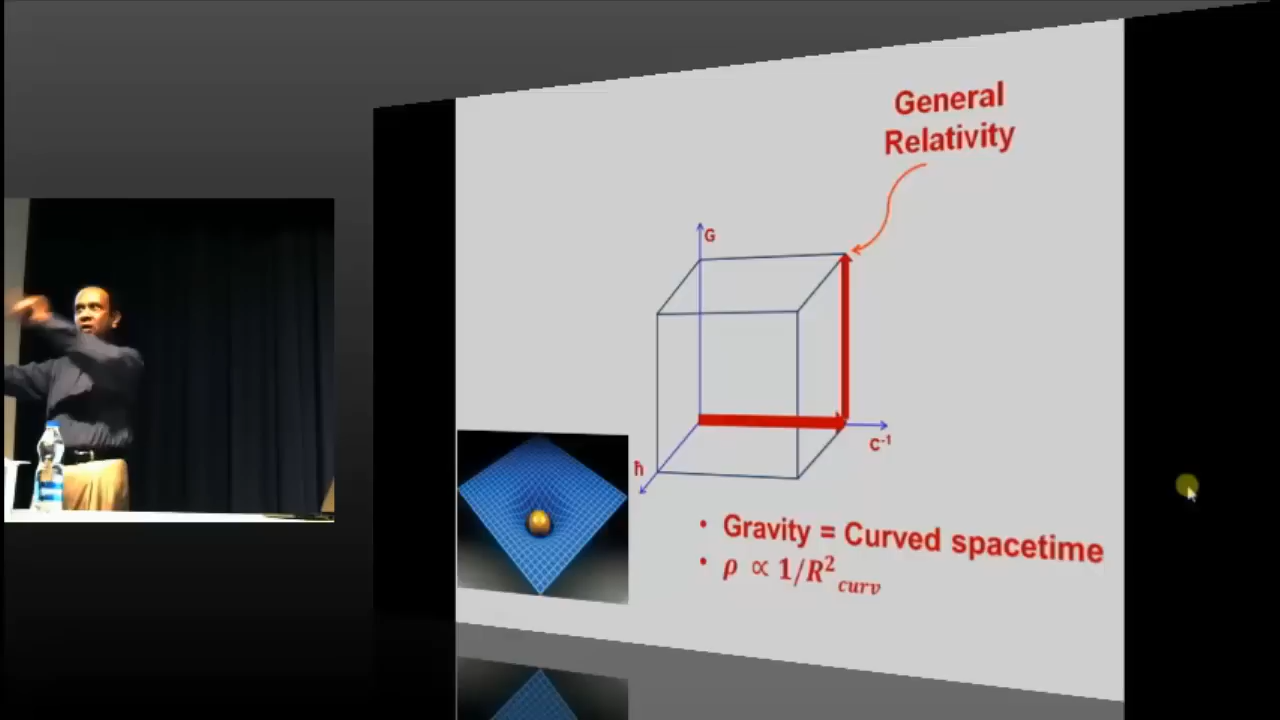 General
Relativity
G
C⁻¹
ħ
• Gravity = Curved spacetime
• ρ ∝ 1/R²curv